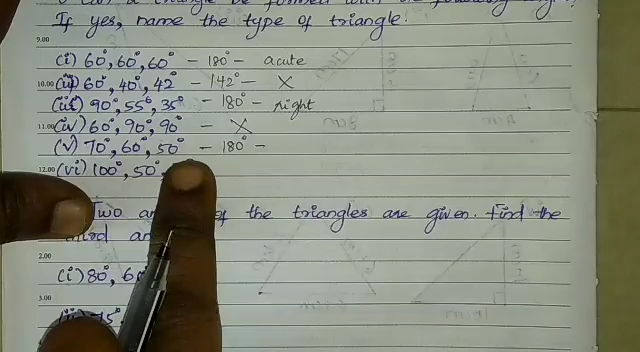 If yes, name the type of triangle.
9.00
(i) 60°, 60°, 60° - 180° - acute
10.00 (ii) 60°, 40°, 42° - 142° - X
(iii) 90°, 55°, 35° - 180° - right
11.00 (iv) 60°, 90°, 90° - X
(v) 70°, 60°, 50° - 180° -
12.00 (vi) 100°, 50°,
Two of the triangles are given. Find the
2.00
(i) 80°,
3.00